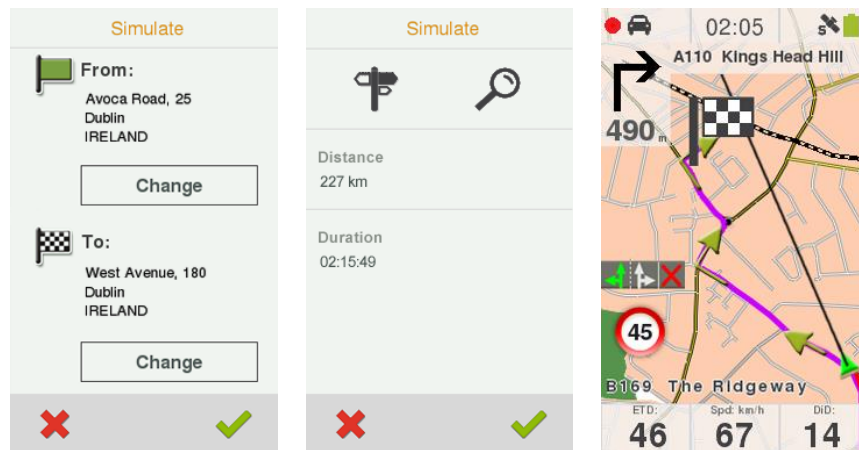 Simulate
From:
Avoca Road, 25
Dublin
IRELAND
Change
To:
West Avenue, 180
Dublin
IRELAND
Change
Simulate
Distance
227 km
Duration
02:15:49
02:05
S
A110 Kings Head Hill
490 m
45
B169 The Ridgeway
ETD: Spd: km/h DiD:
46 67 14